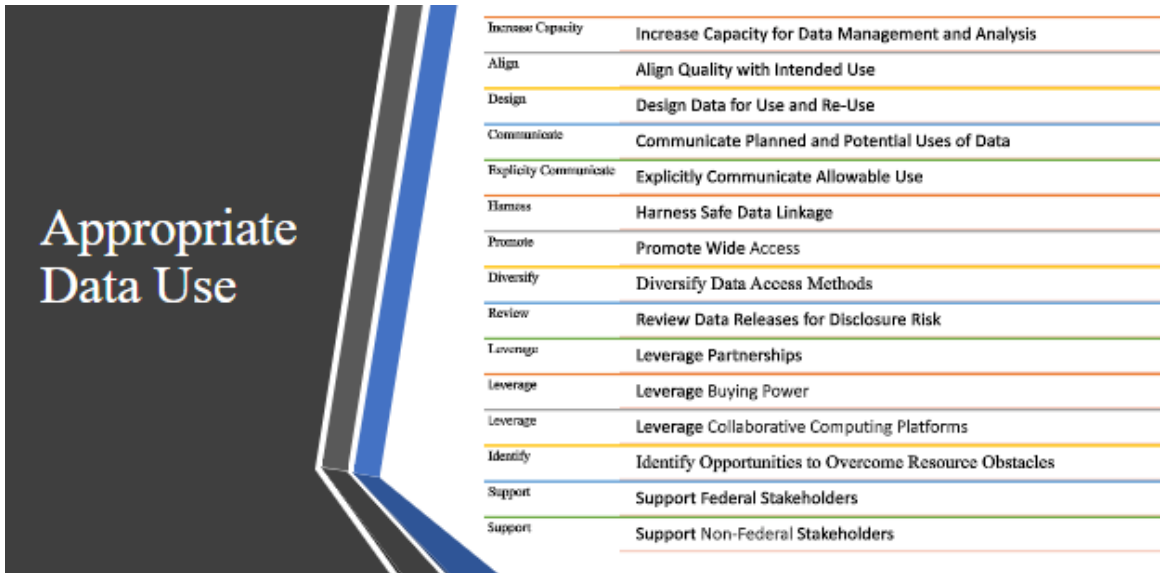 Appropriate
Data Use
Increase Capacity
Increase Capacity for Data Management and Analysis
Align
Align Quality with Intended Use
Design
Design Data for Use and Re-Use
Communicate
Communicate Planned and Potential Uses of Data
Explicity Communicate
Explicitly Communicate Allowable Use
Harness
Harness Safe Data Linkage
Promote
Promote Wide Access
Diversify
Diversify Data Access Methods
Review
Review Data Releases for Disclosure Risk
Leverage
Leverage Partnerships
Leverage
Leverage Buying Power
Leverage
Leverage Collaborative Computing Platforms
Identify
Identify Opportunities to Overcome Resource Obstacles
Support
Support Federal Stakeholders
Support
Support Non-Federal Stakeholders